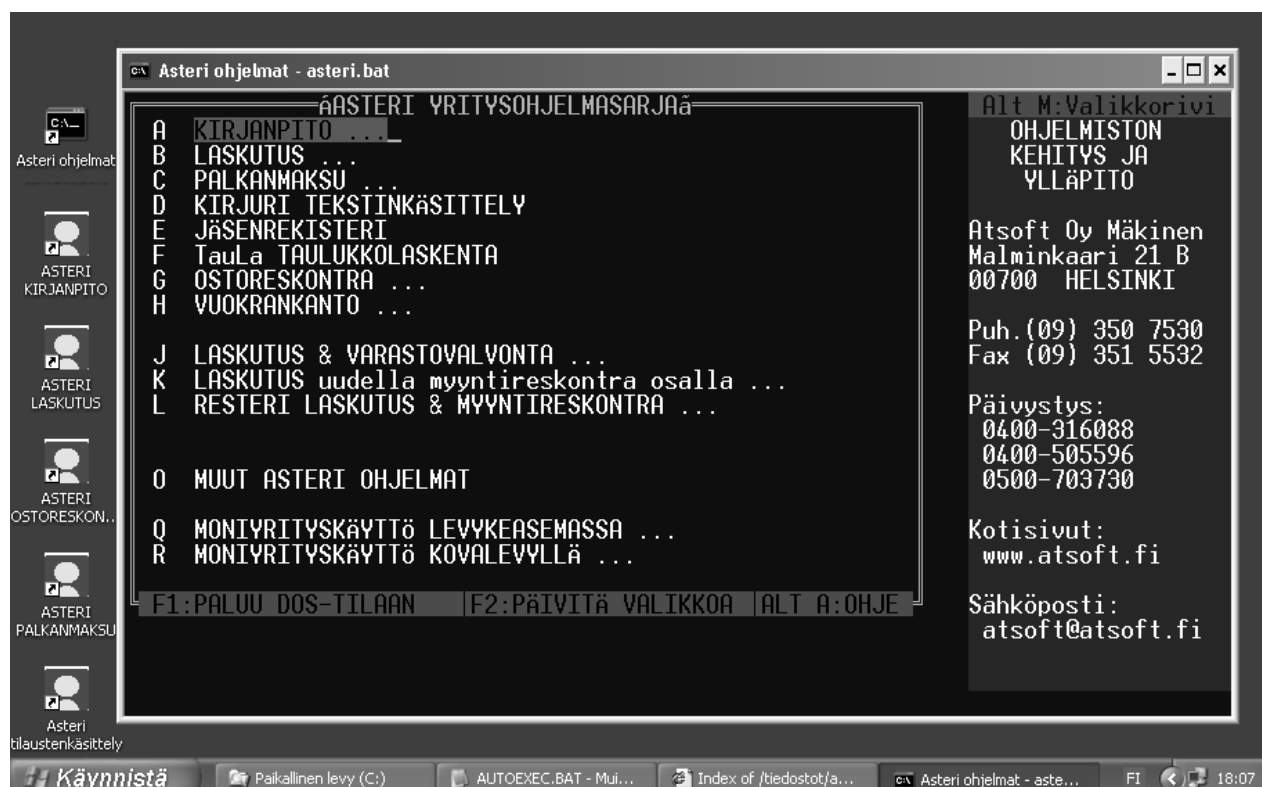 Asteri ohjelmat - asteri.bat
áASTERI YRITYSOHJELMASARJAã
A KIRJANPITO ..._
B LASKUTUS ...
C PALKANMAKSU ...
D KIRJURI TEKSTINKäSITTELY
E JäSENREKISTERI
F TauLa TAULUKKOLASKENTA
G OSTORESKONTRA ...
H VUOKRANKANTO ...
J LASKUTUS & VARASTOVALVONTA ...
K LASKUTUS uudella myyntireskontra osalla ...
L RESTERI LASKUTUS & MYYNTIRESKONTRA ...
O MUUT ASTERI OHJELMAT
Q MONIYRITYSKäYTTö LEVYKEASEMASSA ...
R MONIYRITYSKäYTTö KOVALEVYLLä ...
F1:PALUU DOS-TILAAN |F2:PäIVITä VALIKKOA |ALT A:OHJE
Alt M:Valikkorivi
OHJELMISTON
KEHITYS JA
YLLäPITO
Atsoft Oy Mäkinen
Malminkaari 21 B
00700 HELSINKI
Puh.(09) 350 7530
Fax (09) 351 5532
Päivystys:
0400-316088
0400-505596
0500-703730
Kotisivut:
www.atsoft.fi
Sähköposti:
atsoft@atsoft.fi
Asteri ohjelmat
ASTERI
KIRJANPITO
ASTERI
LASKUTUS
ASTERI
OSTORESKON...
ASTERI
PALKANMAKSU
Asteri
tilaustenkäsittely
Käynnistä
Paikallinen levy (C:)
AUTOEXEC.BAT - Mui...
Index of /tiedostot/a...
Asteri ohjelmat - aste...
FI
18:07